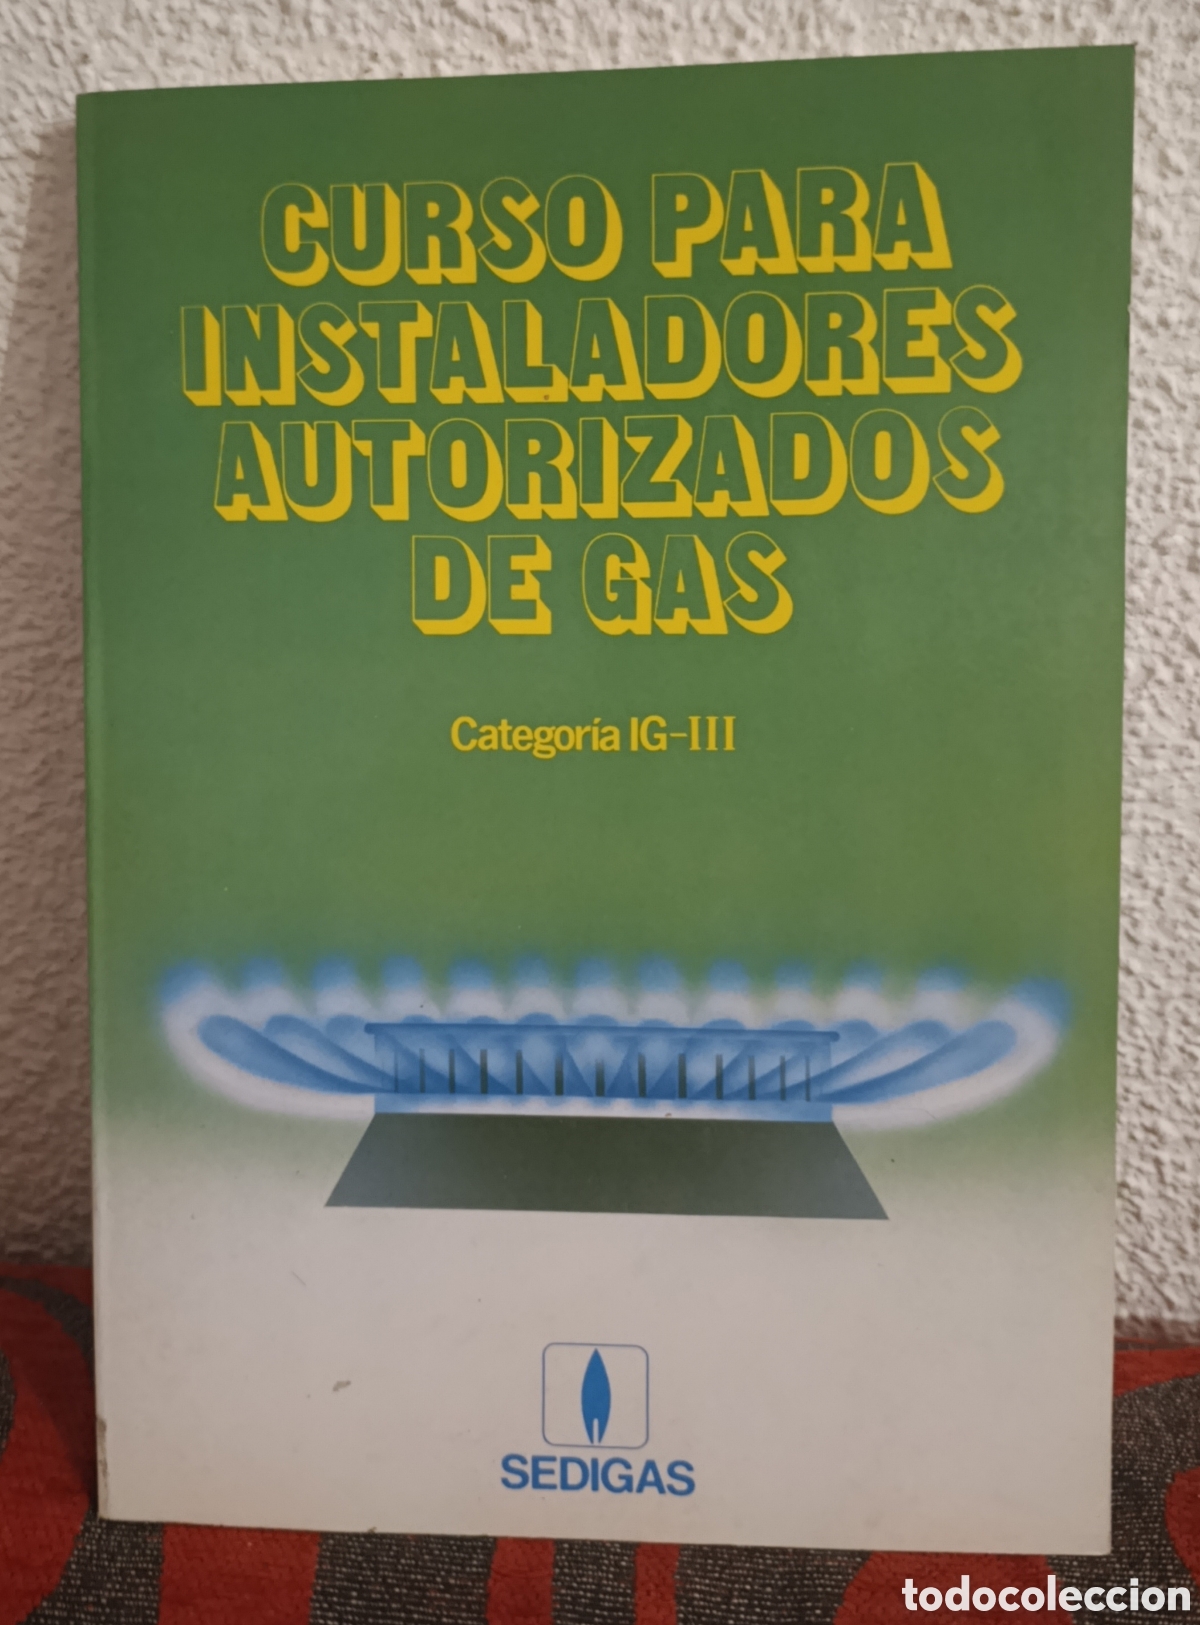 CURSO PARA
INSTALADORES
AUTORIZADOS
DE GAS
Categoría IG-III
SEDIGAS
todocoleccion